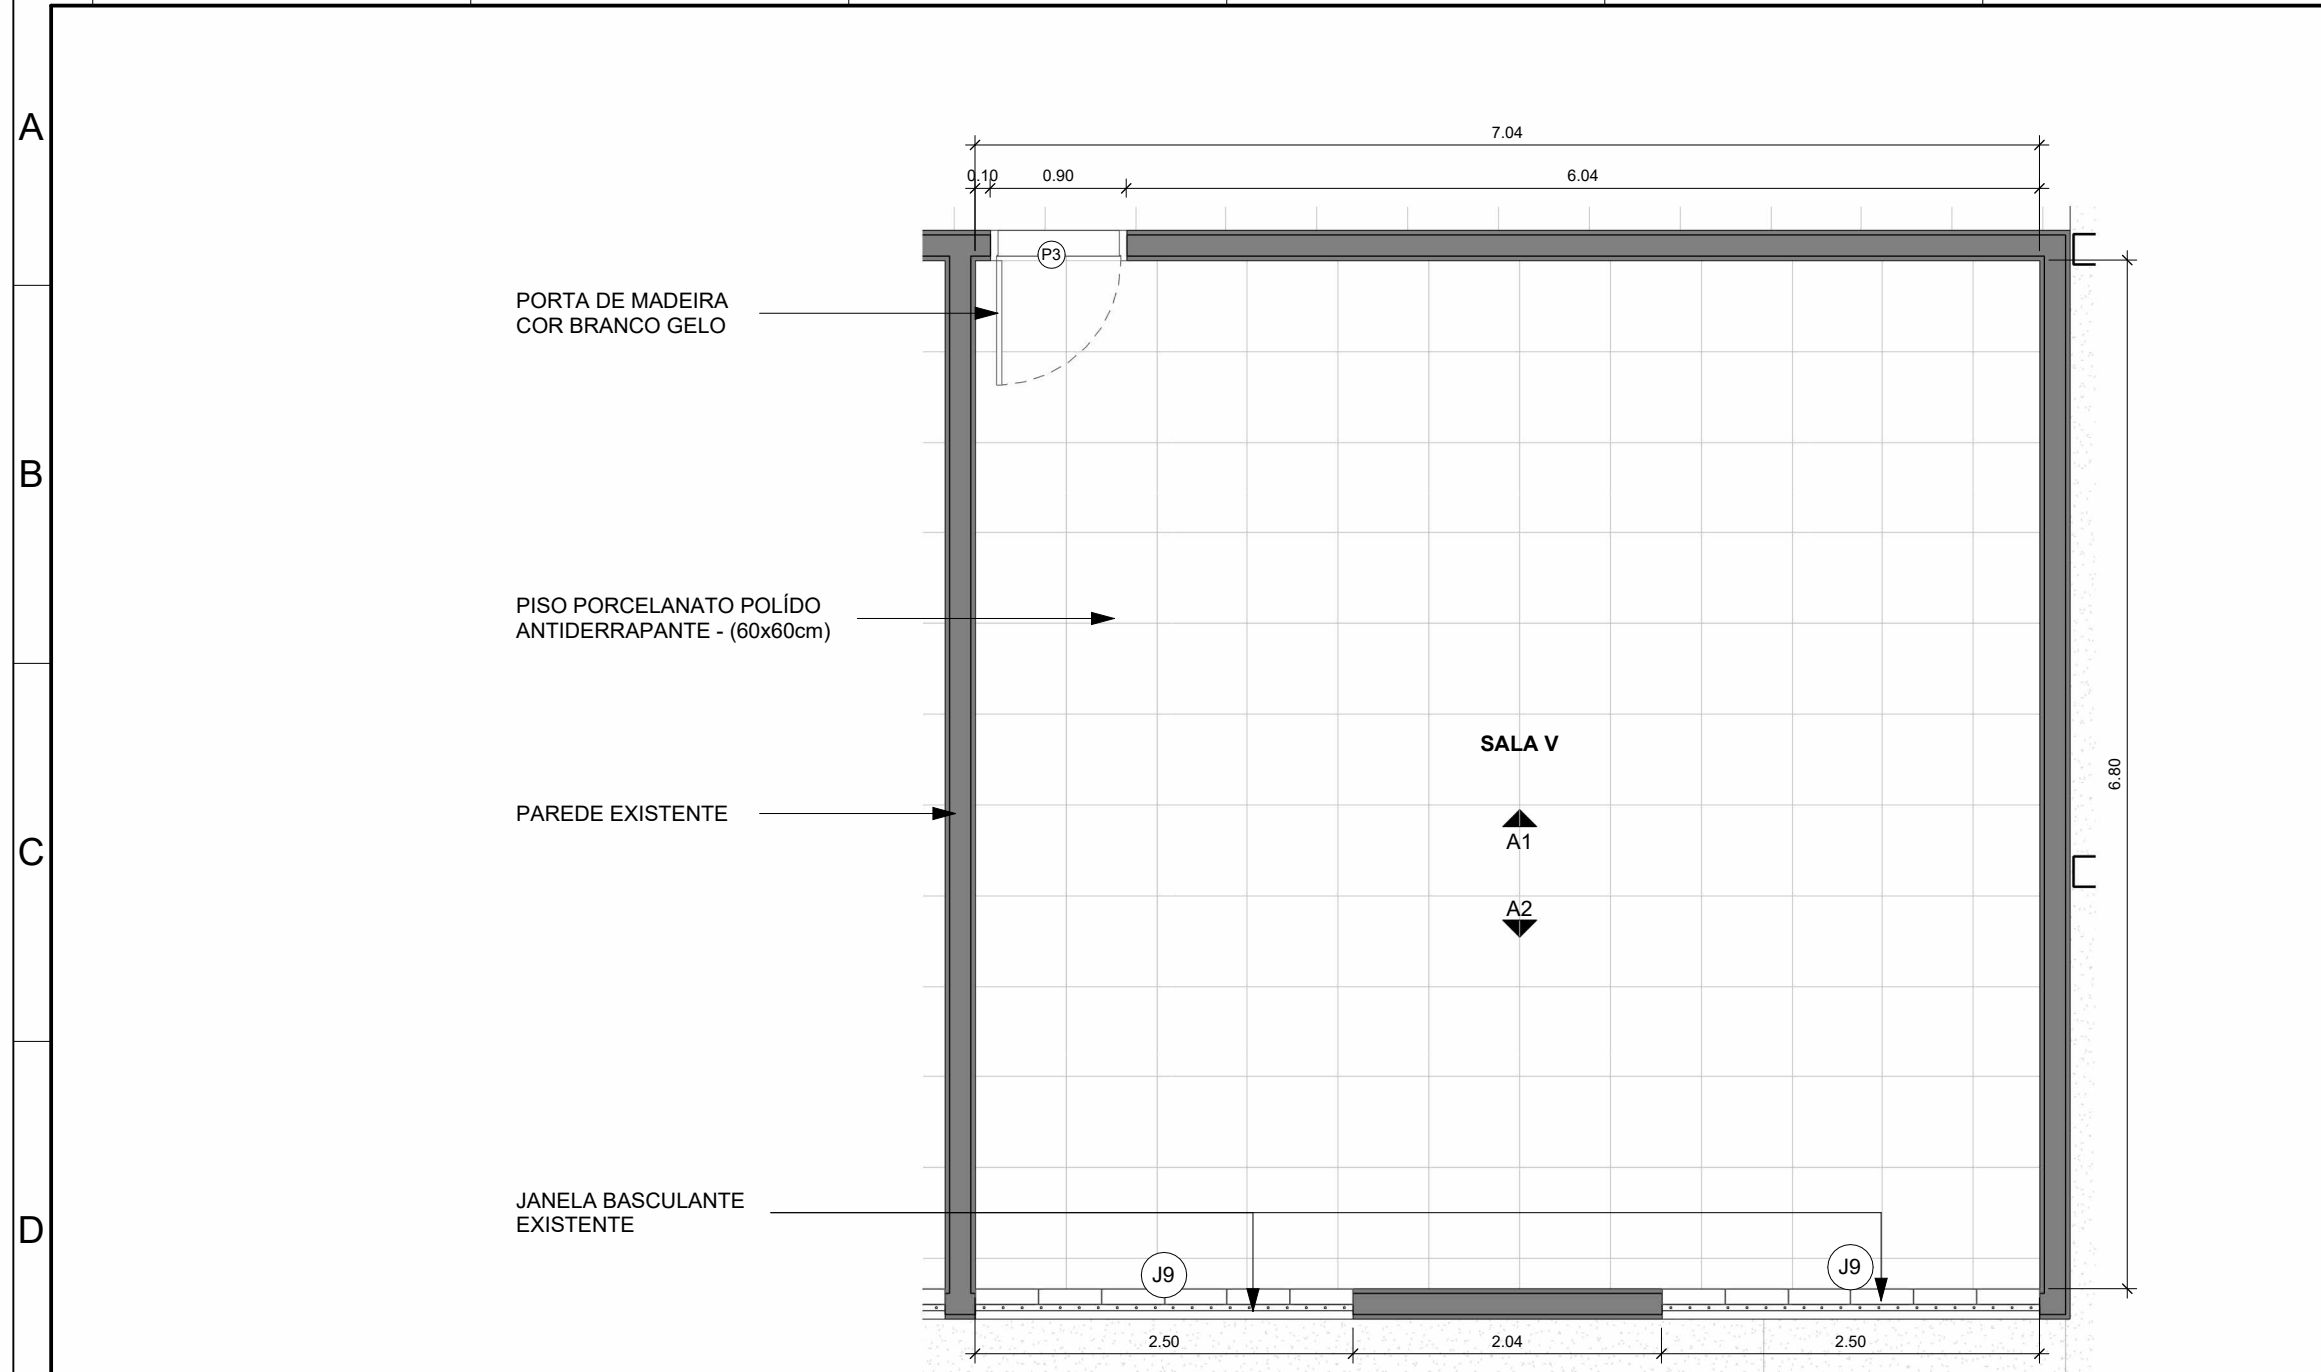 A
7.04
0.10
0.90
6.04
P3
PORTA DE MADEIRA
COR BRANCO GELO
B
PISO PORCELANATO POLÍDO
ANTIDERRAPANTE - (60x60cm)
SALA V
6.80
PAREDE EXISTENTE
A1
C
A2
JANELA BASCULANTE
EXISTENTE
D
J9
J9
2.50
2.04
2.50